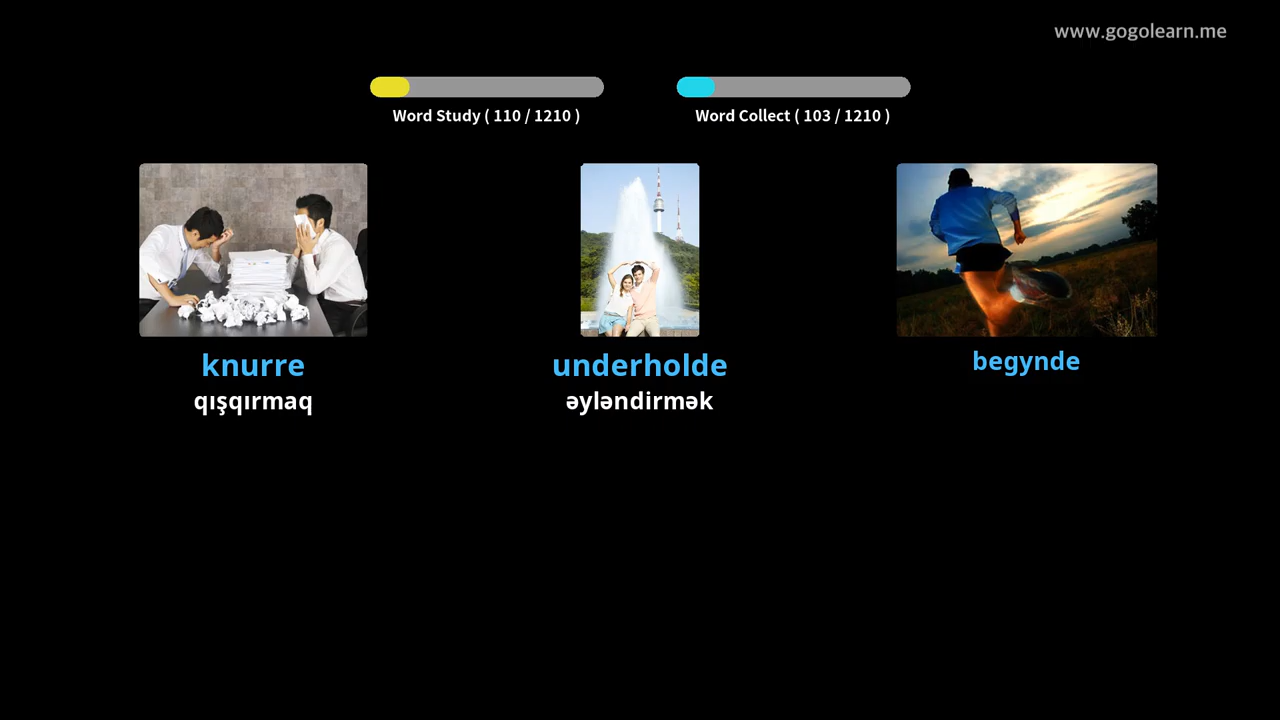 www.gogolearn.me
Word Study ( 110 / 1210 )
Word Collect ( 103 / 1210 )
knurre
underholde
begynde
qışqırmaq
əyləndirmək